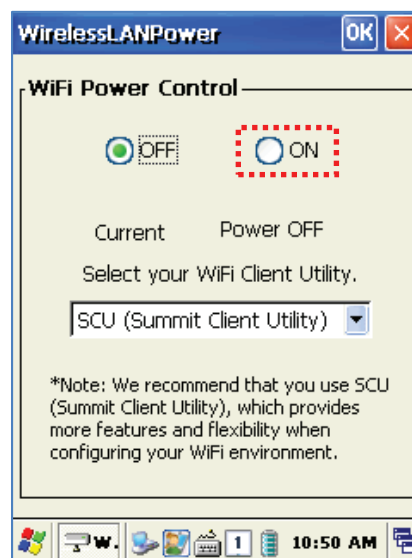 WirelessLANPower OK
WiFi Power Control
OFF ON
Current Power OFF
Select your WiFi Client Utility.
SCU (Summit Client Utility)
*Note: We recommend that you use SCU
(Summit Client Utility), which provides
more features and flexibility when
configuring your WiFi environment.
W. 1 10:50 AM